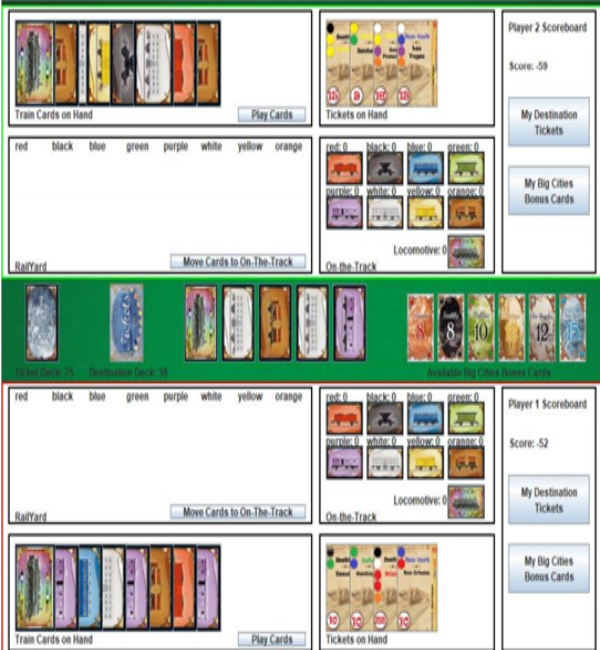 Player 2 Scoreboard
Score: -59
Train Cards on Hand
Play Cards
Tickets on Hand
My Destination
Tickets
red black blue green purple white yellow orange
red: 0 black: 0 blue: 0 green: 0
purple: 0 white: 0 yellow: 0 orange: 0
My Big Cities
Bonus Cards
Locomotive: 0
RailYard
Move Cards to On-The-Track
On-the-Track
8 8 10 12 15
Ticket Deck: 75
Destination Deck: 38
Available Big Cities Bonus Cards
red black blue green purple white yellow orange
red: 0 black: 0 blue: 0 green: 0
Player 1 Scoreboard
purple: 0 white: 0 yellow: 0 orange: 0
Score: -52
Locomotive: 0
My Destination
Tickets
RailYard
Move Cards to On-The-Track
On-the-Track
My Big Cities
Bonus Cards
Train Cards on Hand
Play Cards
Tickets on Hand